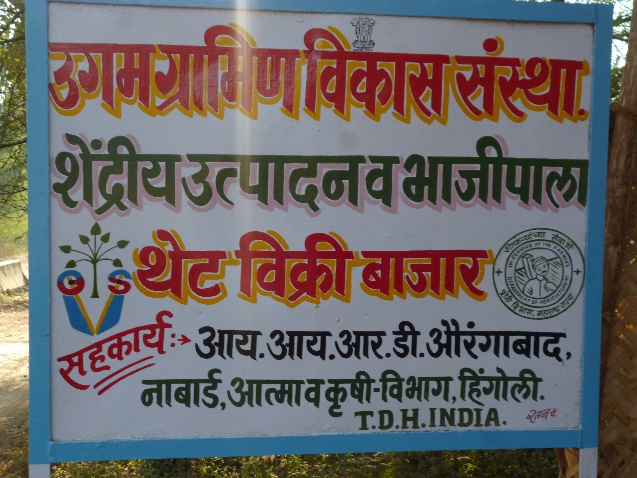 उगम ग्रामिण विकास संस्था.
शेंद्रीय उत्पादन व भाजीपाला
थेट विक्री बाजार
G S
सहकार्य :→ आय.आय.आर.डी.औरंगाबाद,
नाबार्ड, आत्मा व कृषी-विभाग, हिंगोली.
T.D.H. INDIA.